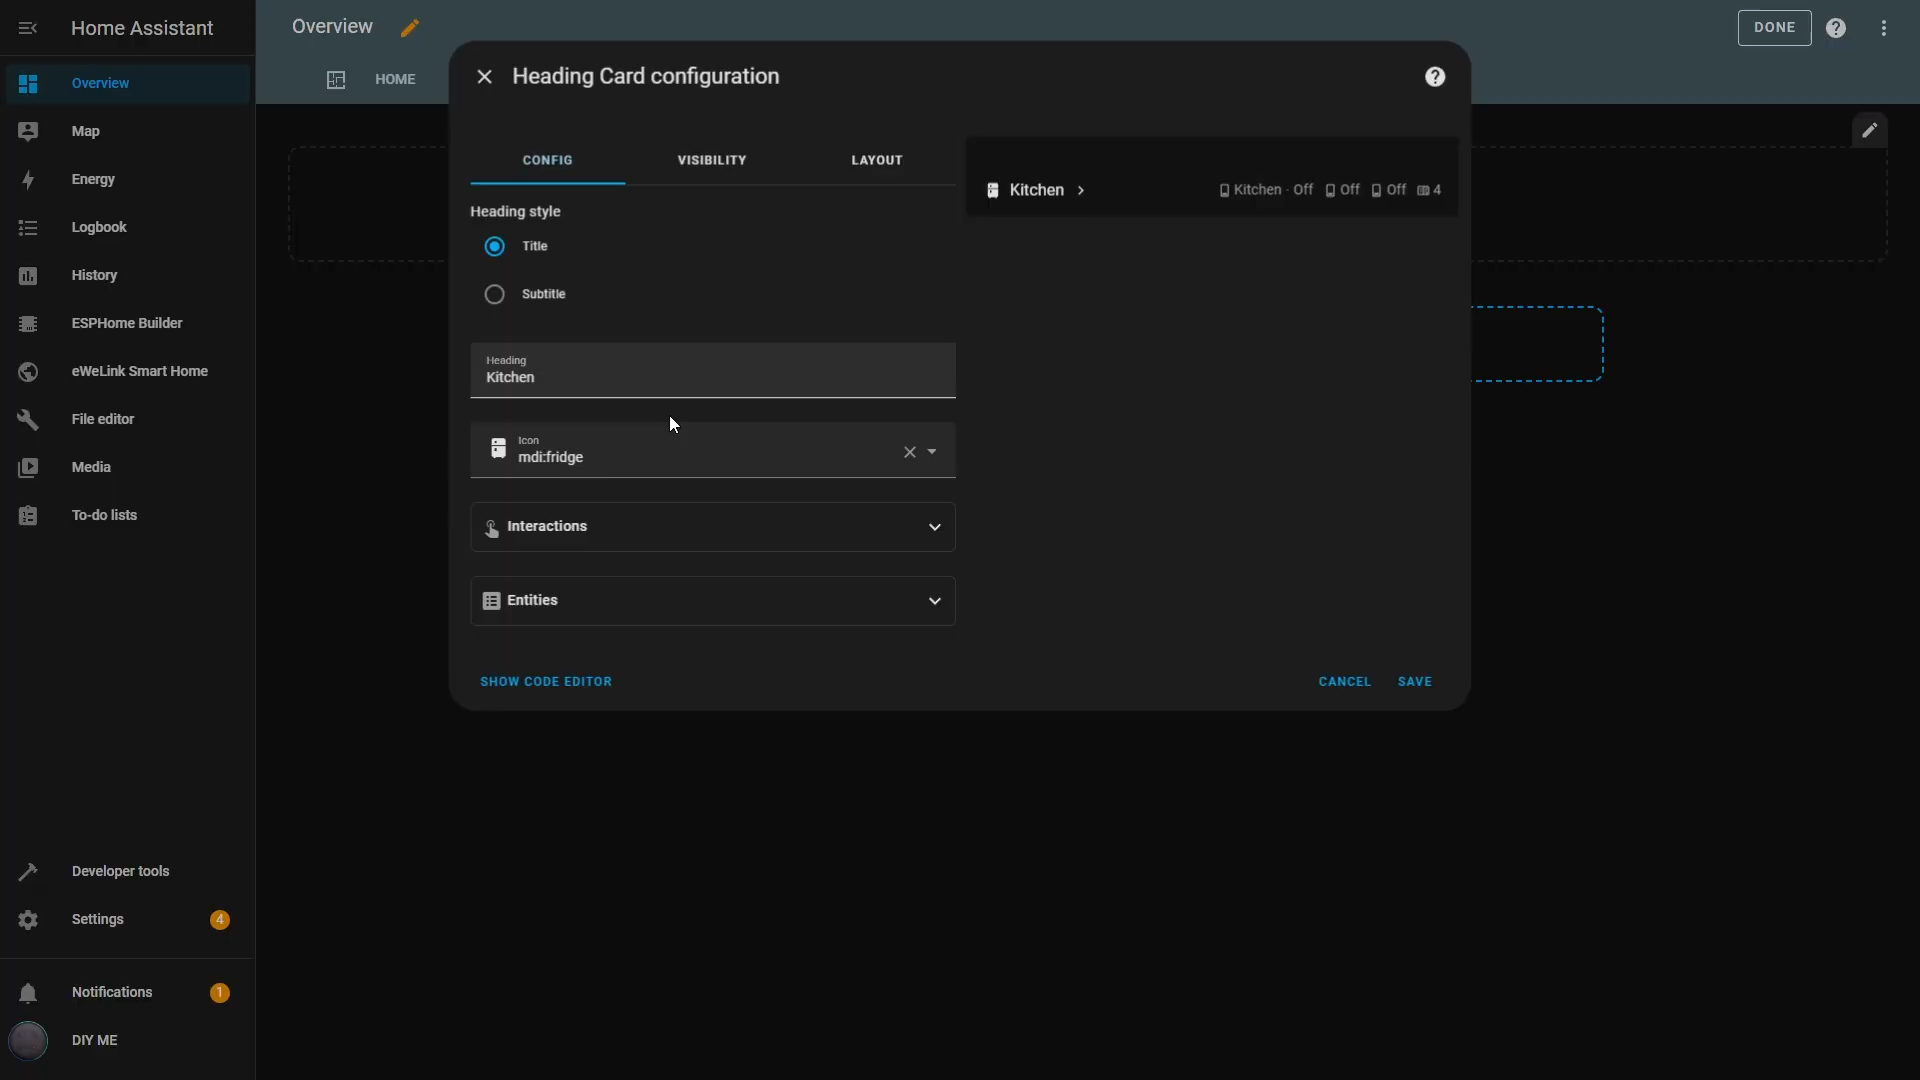 Home Assistant
Overview
Map
Energy
Logbook
History
ESPHome Builder
eWeLink Smart Home
File editor
Media
To-do lists
Developer tools
Settings 4
Notifications 1
DIY ME
Overview
DONE
HOME
Heading Card configuration
CONFIG VISIBILITY LAYOUT
Heading style
Title
Subtitle
Heading
Kitchen
Icon
mdi:fridge
Interactions
Entities
SHOW CODE EDITOR
CANCEL SAVE
Kitchen Kitchen · Off Off Off 4